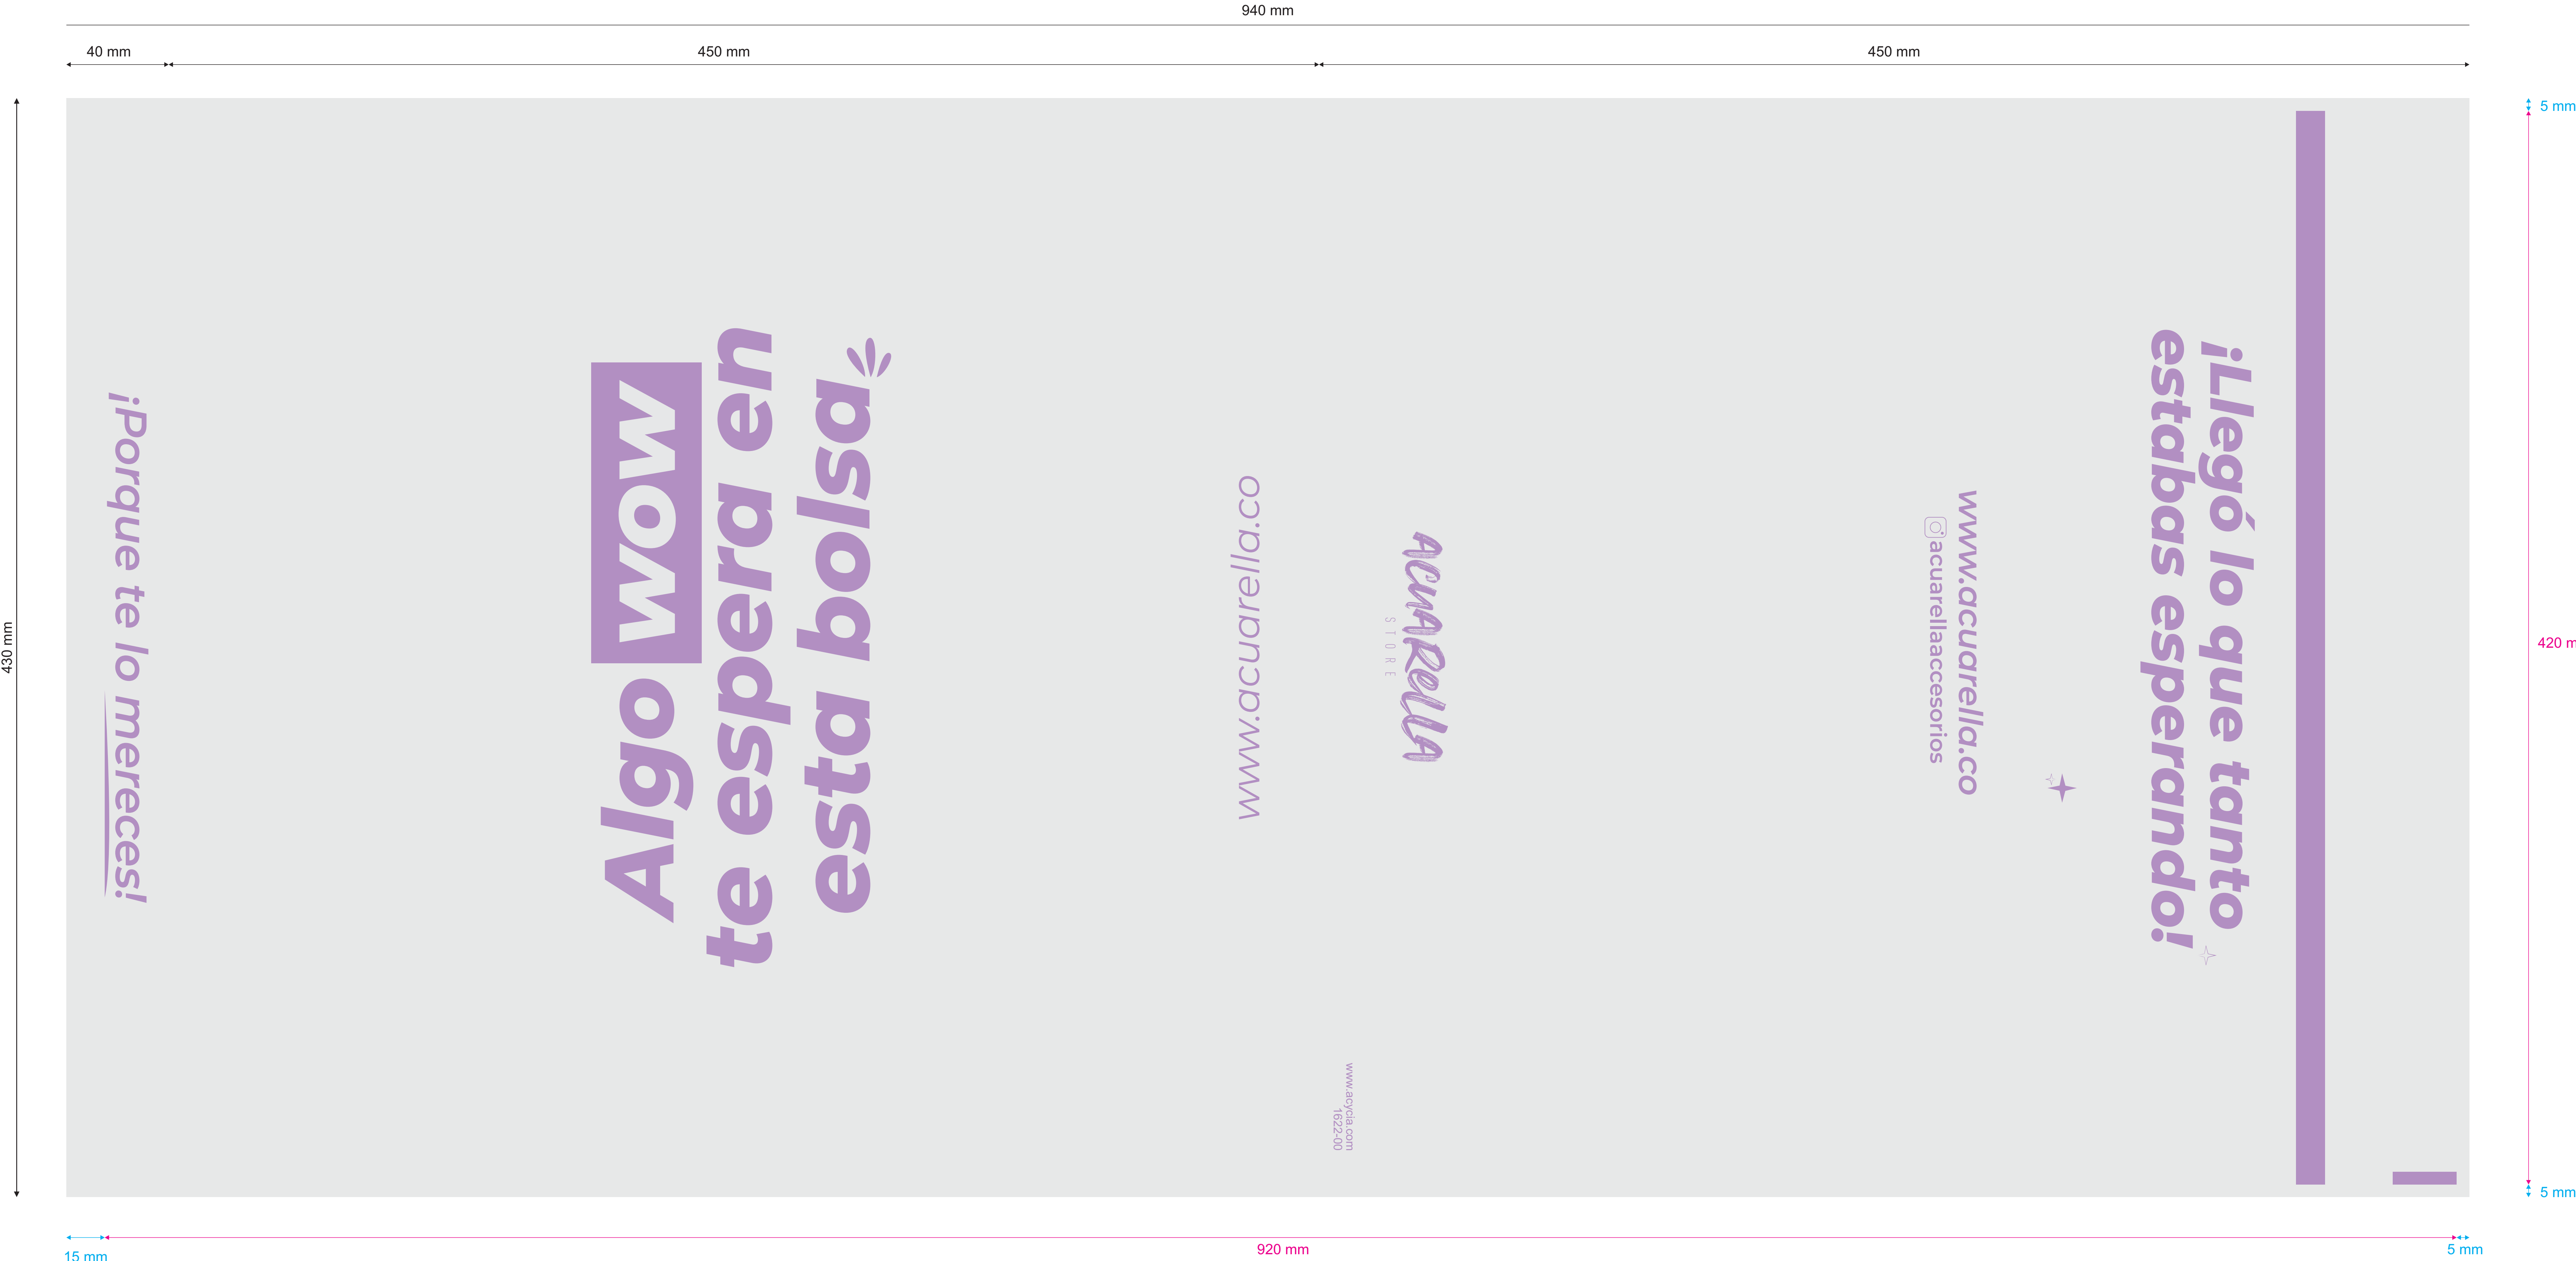 940 mm
40 mm
450 mm
450 mm
430 mm
5 mm
420 m
5 mm
15 mm
920 mm
5 mm
¡Porque te lo mereces!
Algo wow
te espera en
esta bolsa
www.acuarella.co
AcuARellA
STORE
www.acycia.com
1622-00
www.acuarella.co
acuarellaaccesorios
¡Llegó lo que tanto
estabas esperando!